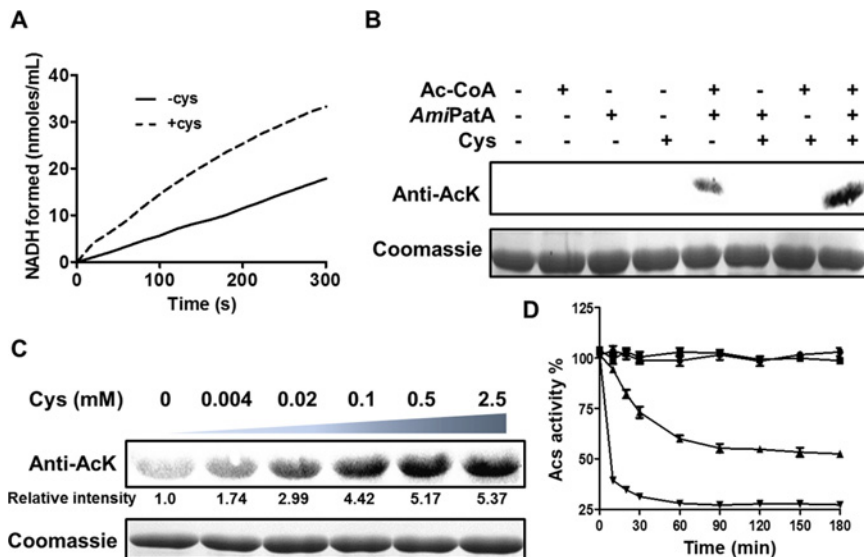 A
NADH formed (nmoles/mL)
40
30
20
10
0
-cys
+cys
0 100 200 300
Time (s)
B
Ac-CoA - + - - + - + +
AmiPatA - - + - + + - +
Cys - - - + - + + +
Anti-AcK
Coomassie
C
Cys (mM) 0 0.004 0.02 0.1 0.5 2.5
Anti-AcK
Relative intensity 1.0 1.74 2.99 4.42 5.17 5.37
Coomassie
D
Acs activity %
125
100
75
50
25
0
0 30 60 90 120 150 180
Time (min)